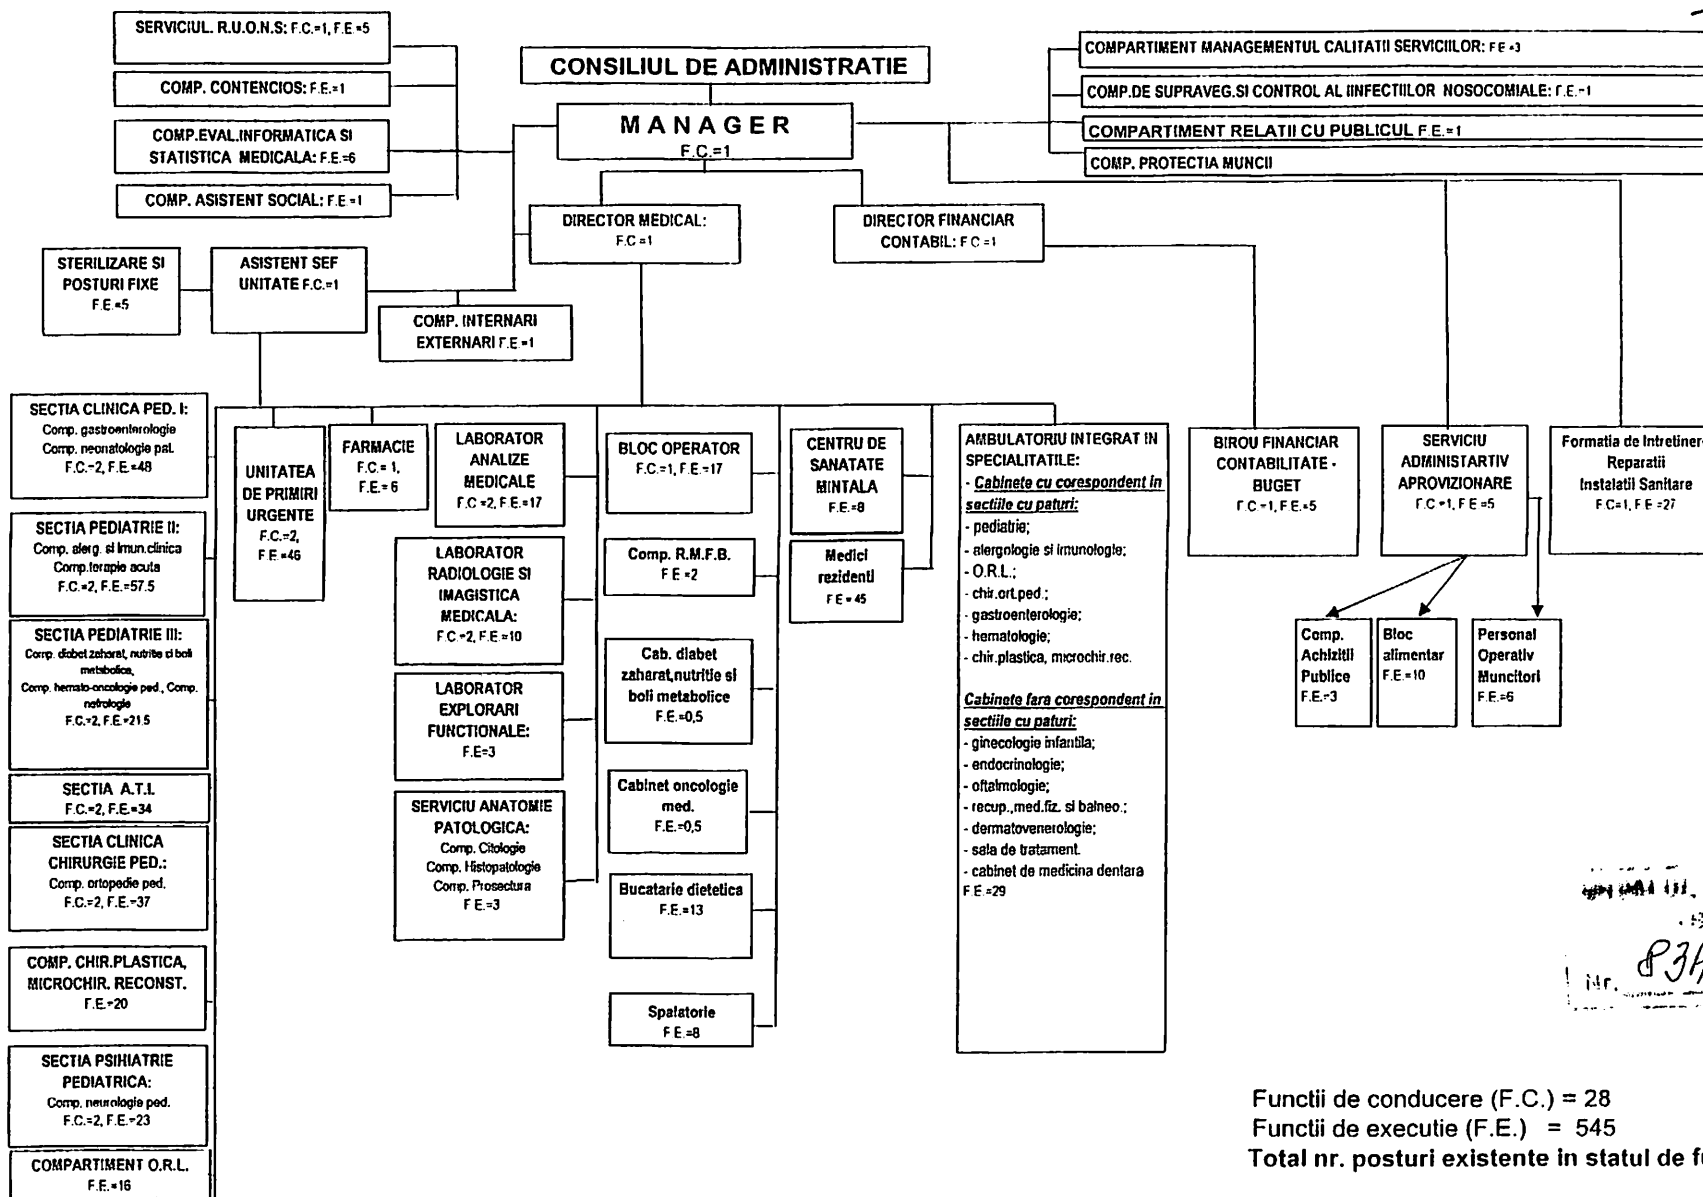 SERVICIUL. R.U.O.N.S: F.C.=1, F.E=5
COMP. CONTENCIOS: F.E.=1
COMP.EVAL.INFORMATICA SI
STATISTICA MEDICALA: F.E=6
COMP. ASISTENT SOCIAL: F.E=1
CONSILIUL DE ADMINISTRATIE
MANAGER
F.C.=1
COMPARTIMENT MANAGEMENTUL CALITATII SERVICIILOR: F E=3
COMP.DE SUPRAVEG.SI CONTROL AL IINFECTIILOR NOSOCOMIALE: F.E.=1
COMPARTIMENT RELATII CU PUBLICUL F.E.=1
COMP. PROTECTIA MUNCII
DIRECTOR MEDICAL:
F.C=1
DIRECTOR FINANCIAR
CONTABIL: F C=1
STERILIZARE SI
POSTURI FIXE
F.E.=5
ASISTENT SEF
UNITATE F.C.=1
COMP. INTERNARI
EXTERNARI F.E=1
SECTIA CLINICA PED. I:
Comp. gastroenterologie
Comp. neonatologie pat.
F.C.=2, F.E.=48
SECTIA PEDIATRIE II:
Comp. alerg. si imun.clinica
Comp.terapie acuta
F.C.=2, F.E.=57.5
SECTIA PEDIATRIE III:
Comp. diabet zaharat, nutritie si boli
metabolice,
Comp. hemato-oncologie ped., Comp.
nefrologie
F.C.=2, F.E.=21.5
SECTIA A.T.I.
F.C.=2, F.E.=34
SECTIA CLINICA
CHIRURGIE PED.:
Comp. ortopedie ped.
F.C.=2, F.E.=37
COMP. CHIR.PLASTICA,
MICROCHIR. RECONST.
F.E.=20
SECTIA PSIHIATRIE
PEDIATRICA:
Comp. neurologie ped.
F.C.=2, F.E.=23
COMPARTIMENT O.R.L.
F.E.=16
UNITATEA
DE PRIMIRI
URGENTE
F.C.=2,
F.E=46
FARMACIE
F.C.= 1,
F.E.= 6
LABORATOR
ANALIZE
MEDICALE
F.C =2, F.E.=17
LABORATOR
RADIOLOGIE SI
IMAGISTICA
MEDICALA:
F.C.=2, F.E.=10
LABORATOR
EXPLORARI
FUNCTIONALE:
F.E=3
SERVICIU ANATOMIE
PATOLOGICA:
Comp. Citologie
Comp. Histopatologie
Comp. Prosectura
F E.=3
BLOC OPERATOR
F.C.=1, F.E.=17
Comp. R.M.F.B.
F E =2
Cab. diabet
zaharat,nutritie si
boli metabolice
F.E.=0,5
Cabinet oncologie
med.
F.E.=0,5
Bucatarie dietetica
F.E.=13
Spalatorie
F E.=8
CENTRU DE
SANATATE
MINTALA
F.E.=8
Medici
rezidenti
F E = 45
AMBULATORIU INTEGRAT IN
SPECIALITATILE:
- Cabinete cu corespondent in
sectiile cu paturi:
- pediatrie;
- alergologie si imunologie;
- O.R.L.;
- chir.ort.ped.;
- gastroenterologie;
- hematologie;
- chir.plastica, microchir.rec.
Cabinete fara corespondent in
sectiile cu paturi:
- ginecologie infantila;
- endocrinologie;
- oftalmologie;
- recup.,med.fiz. si balneo.;
- dermatovenerologie;
- sala de tratament.
- cabinet de medicina dentara
F E.=29
BIROU FINANCIAR
CONTABILITATE -
BUGET
F.C =1, F.E.=5
SERVICIU
ADMINISTARTIV
APROVIZIONARE
F.C =1, F.E =5
Formatia de Intretiner
Reparatii
Instalatii Sanitare
F.C=1, F E =27
Comp.
Achizitii
Publice
F.E.=3
Bloc
alimentar
F.E.=10
Personal
Operativ
Muncitori
F.E.=6
Nr.
Functii de conducere (F.C.) = 28
Functii de executie (F.E.) = 545
Total nr. posturi existente in statul de fu